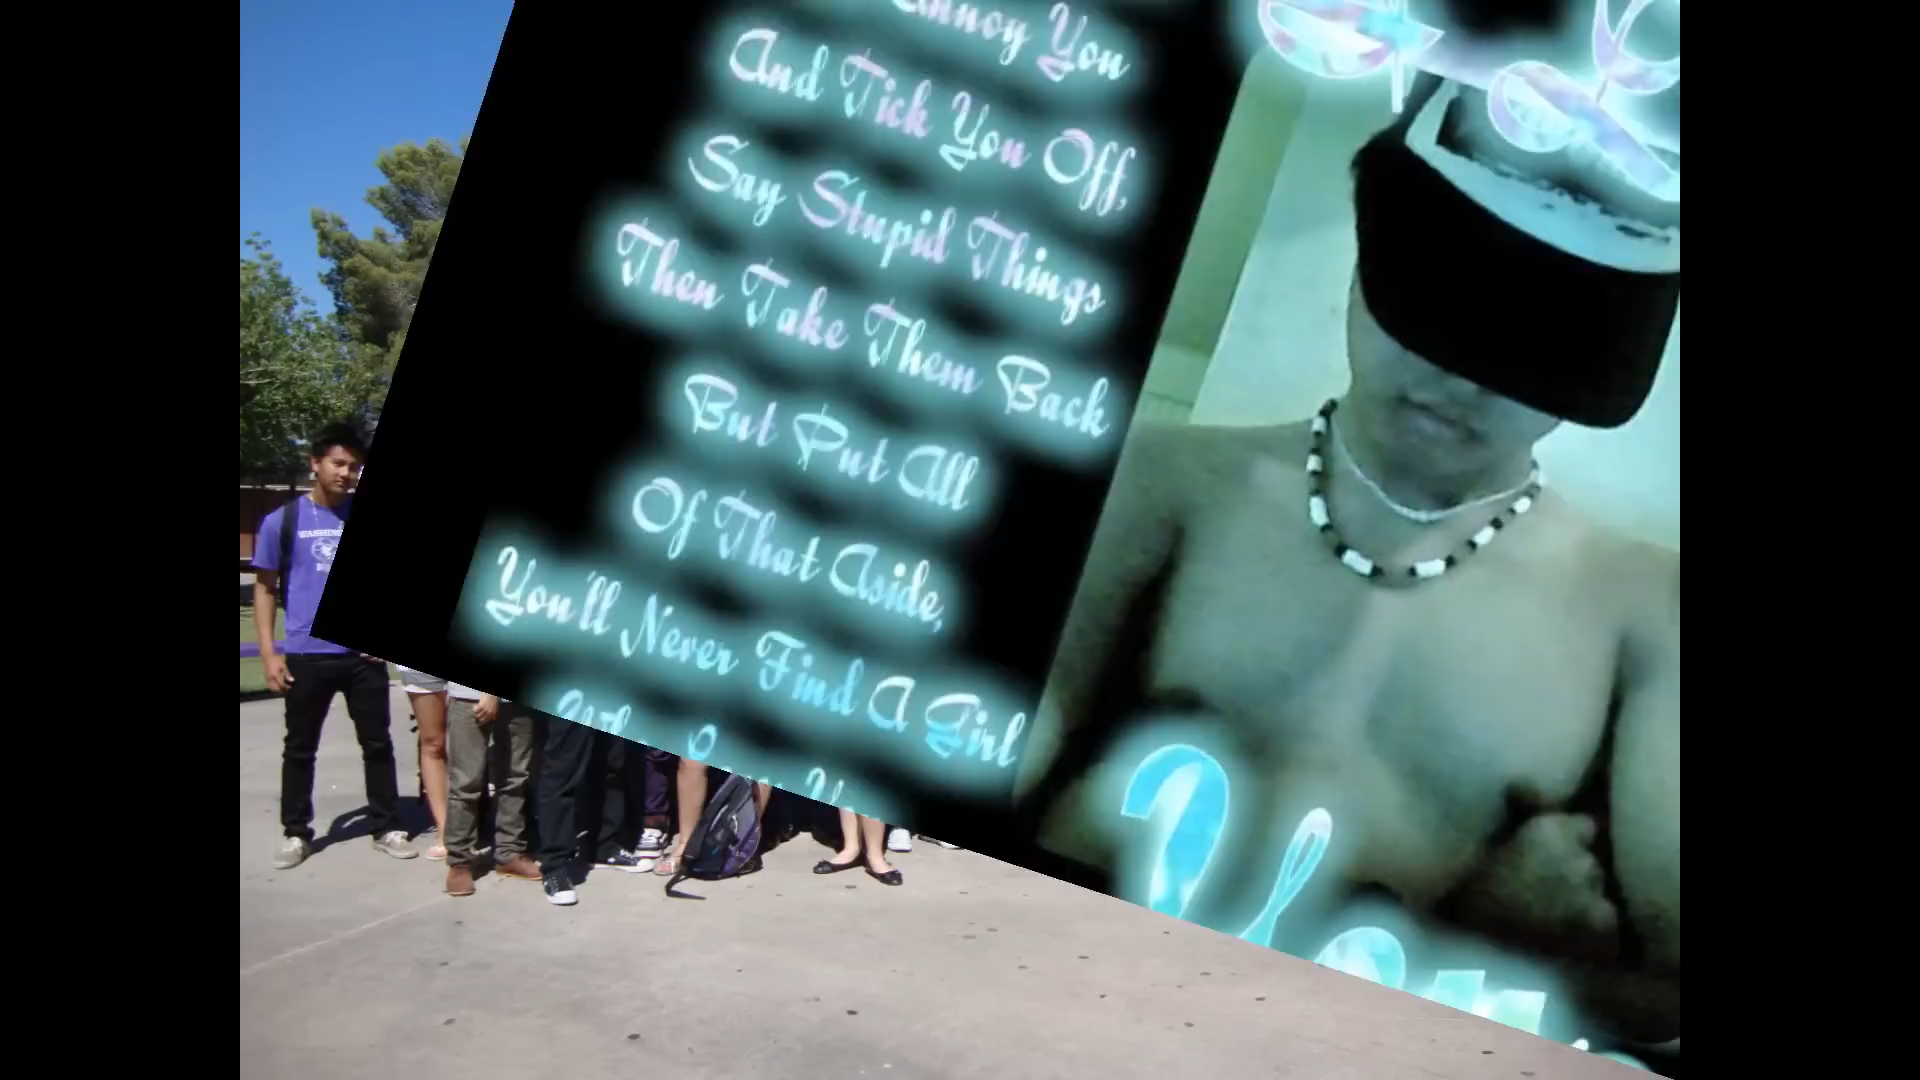 Annoy You
And Tick You Off,
Say Stupid Things
Then Take Them Back
But Put All
Of That Aside,
You'll Never Find A Girl